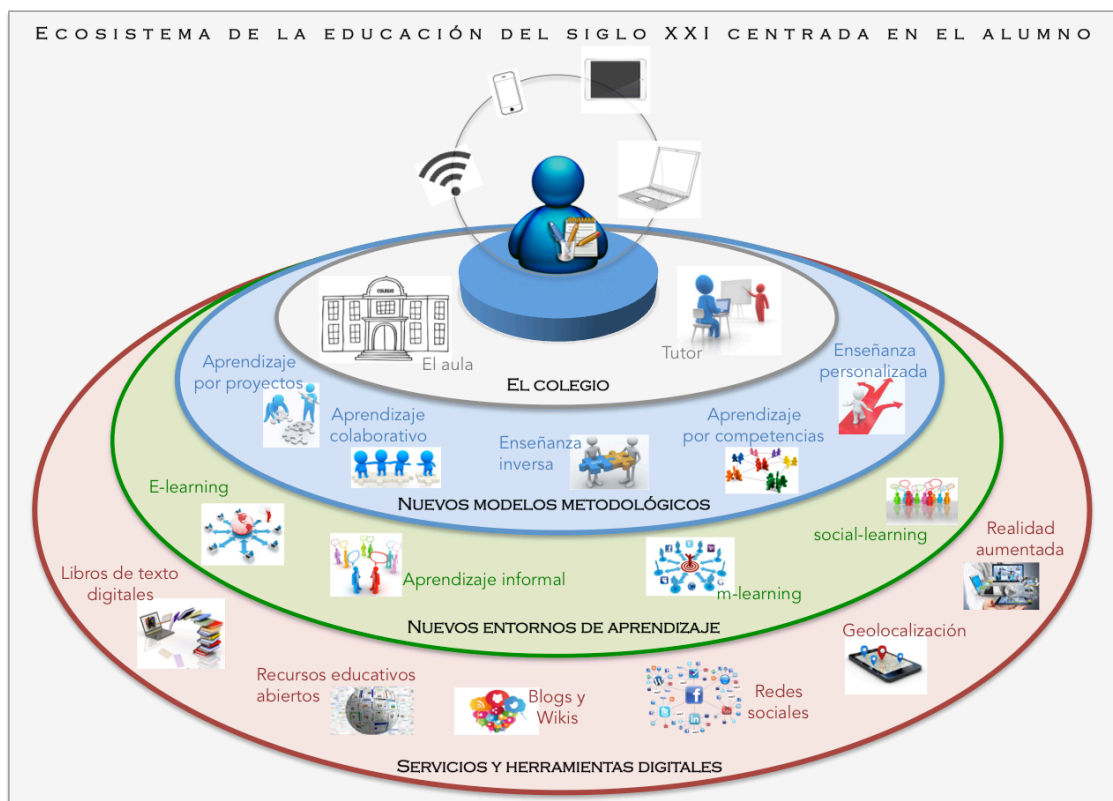 ECOSISTEMA DE LA EDUCACIÓN DEL SIGLO XXI CENTRADA EN EL ALUMNO
COLEGIO
El aula
Tutor
EL COLEGIO
Aprendizaje
por proyectos
Aprendizaje
colaborativo
Enseñanza
inversa
Aprendizaje
por competencias
Enseñanza
personalizada
NUEVOS MODELOS METODOLÓGICOS
E-learning
Aprendizaje informal
m-learning
social-learning
NUEVOS ENTORNOS DE APRENDIZAJE
Libros de texto
digitales
Recursos educativos
abiertos
Blogs y
Wikis
Redes
sociales
Geolocalización
Realidad
aumentada
SERVICIOS Y HERRAMIENTAS DIGITALES